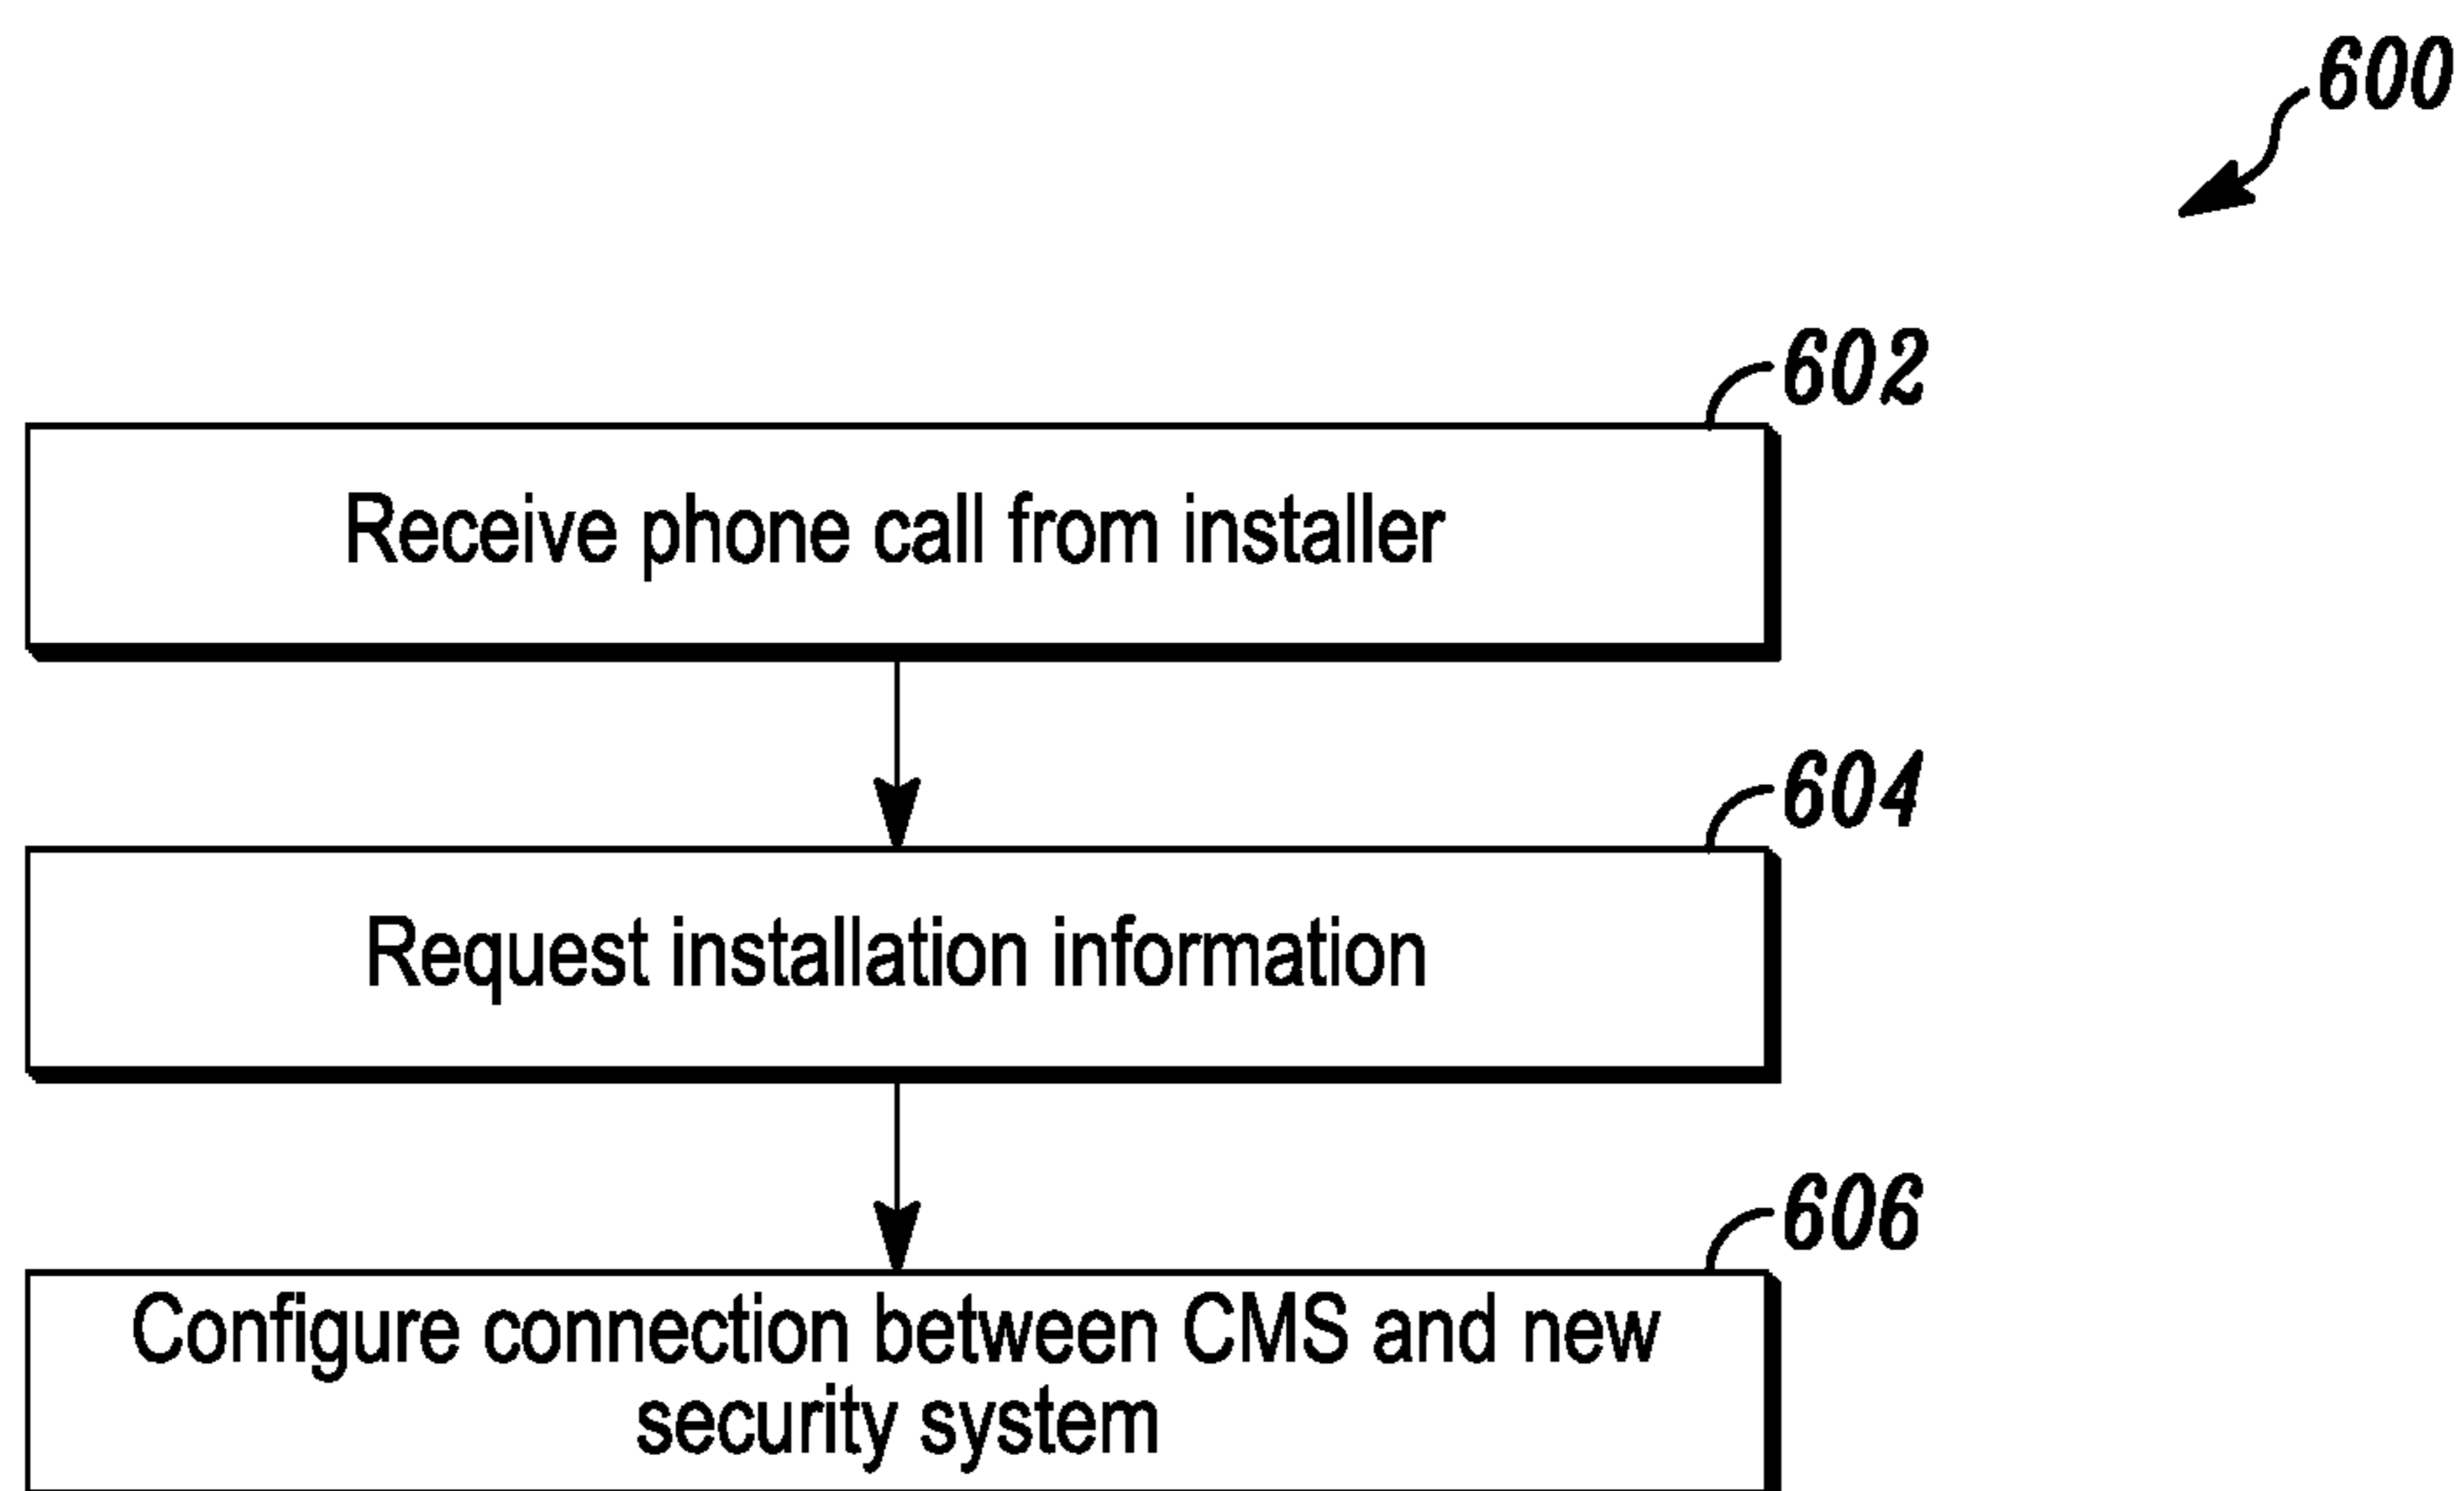 600
602
Receive phone call from installer
604
Request installation information
606
Configure connection between CMS and new
security system